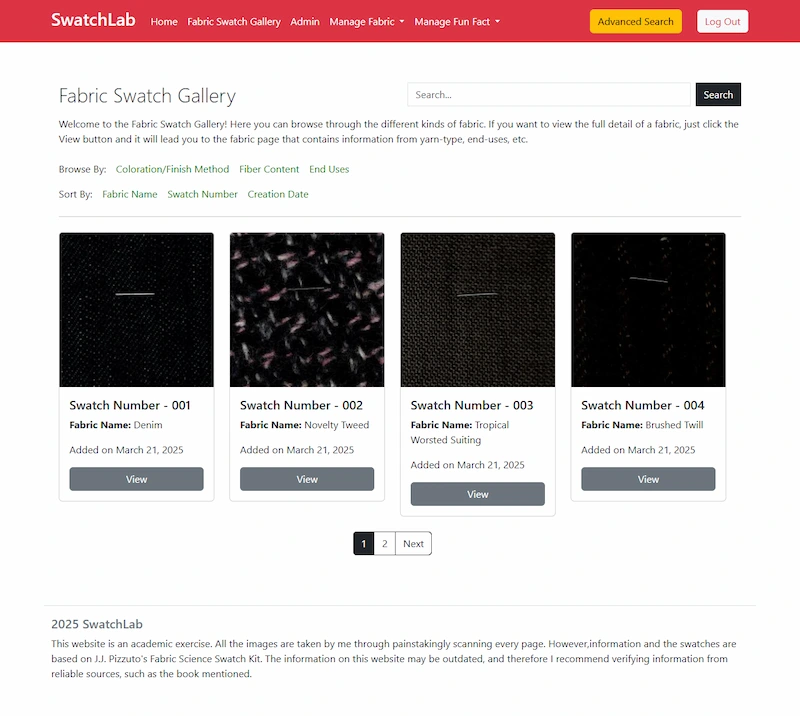 SwatchLab Home Fabric Swatch Gallery Admin Manage Fabric Manage Fun Fact Advanced Search Log Out
Fabric Swatch Gallery
Search... Search
Welcome to the Fabric Swatch Gallery! Here you can browse through the different kinds of fabric. If you want to view the full detail of a fabric, just click the
View button and it will lead you to the fabric page that contains information from yarn-type, end-uses, etc.
Browse By: Coloration/Finish Method Fiber Content End Uses
Sort By: Fabric Name Swatch Number Creation Date
Swatch Number - 001
Fabric Name: Denim
Added on March 21, 2025
View
Swatch Number - 002
Fabric Name: Novelty Tweed
Added on March 21, 2025
View
Swatch Number - 003
Fabric Name: Tropical
Worsted Suiting
Added on March 21, 2025
View
Swatch Number - 004
Fabric Name: Brushed Twill
Added on March 21, 2025
View
1 2 Next
2025 SwatchLab
This website is an academic exercise. All the images are taken by me through painstakingly scanning every page. However,information and the swatches are
based on J.J. Pizzuto's Fabric Science Swatch Kit. The information on this website may be outdated, and therefore I recommend verifying information from
reliable sources, such as the book mentioned.